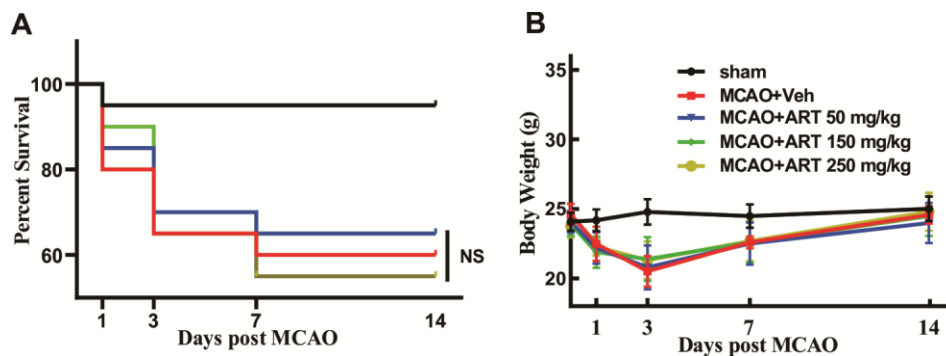 A
Percent Survival
100
80
60
NS
1 3 7 14
Days post MCAO
B
Body Weight (g)
35
30
25
20
sham
MCAO+Veh
MCAO+ART 50 mg/kg
MCAO+ART 150 mg/kg
MCAO+ART 250 mg/kg
1 3 7 14
Days post MCAO